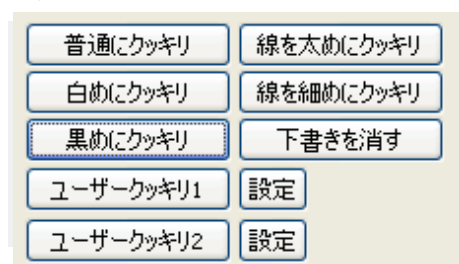 普通にクッキリ 線を太めにクッキリ
白めにクッキリ 線を細めにクッキリ
黒めにクッキリ 下書きを消す
ユーザークッキリ1 設定
ユーザークッキリ2 設定